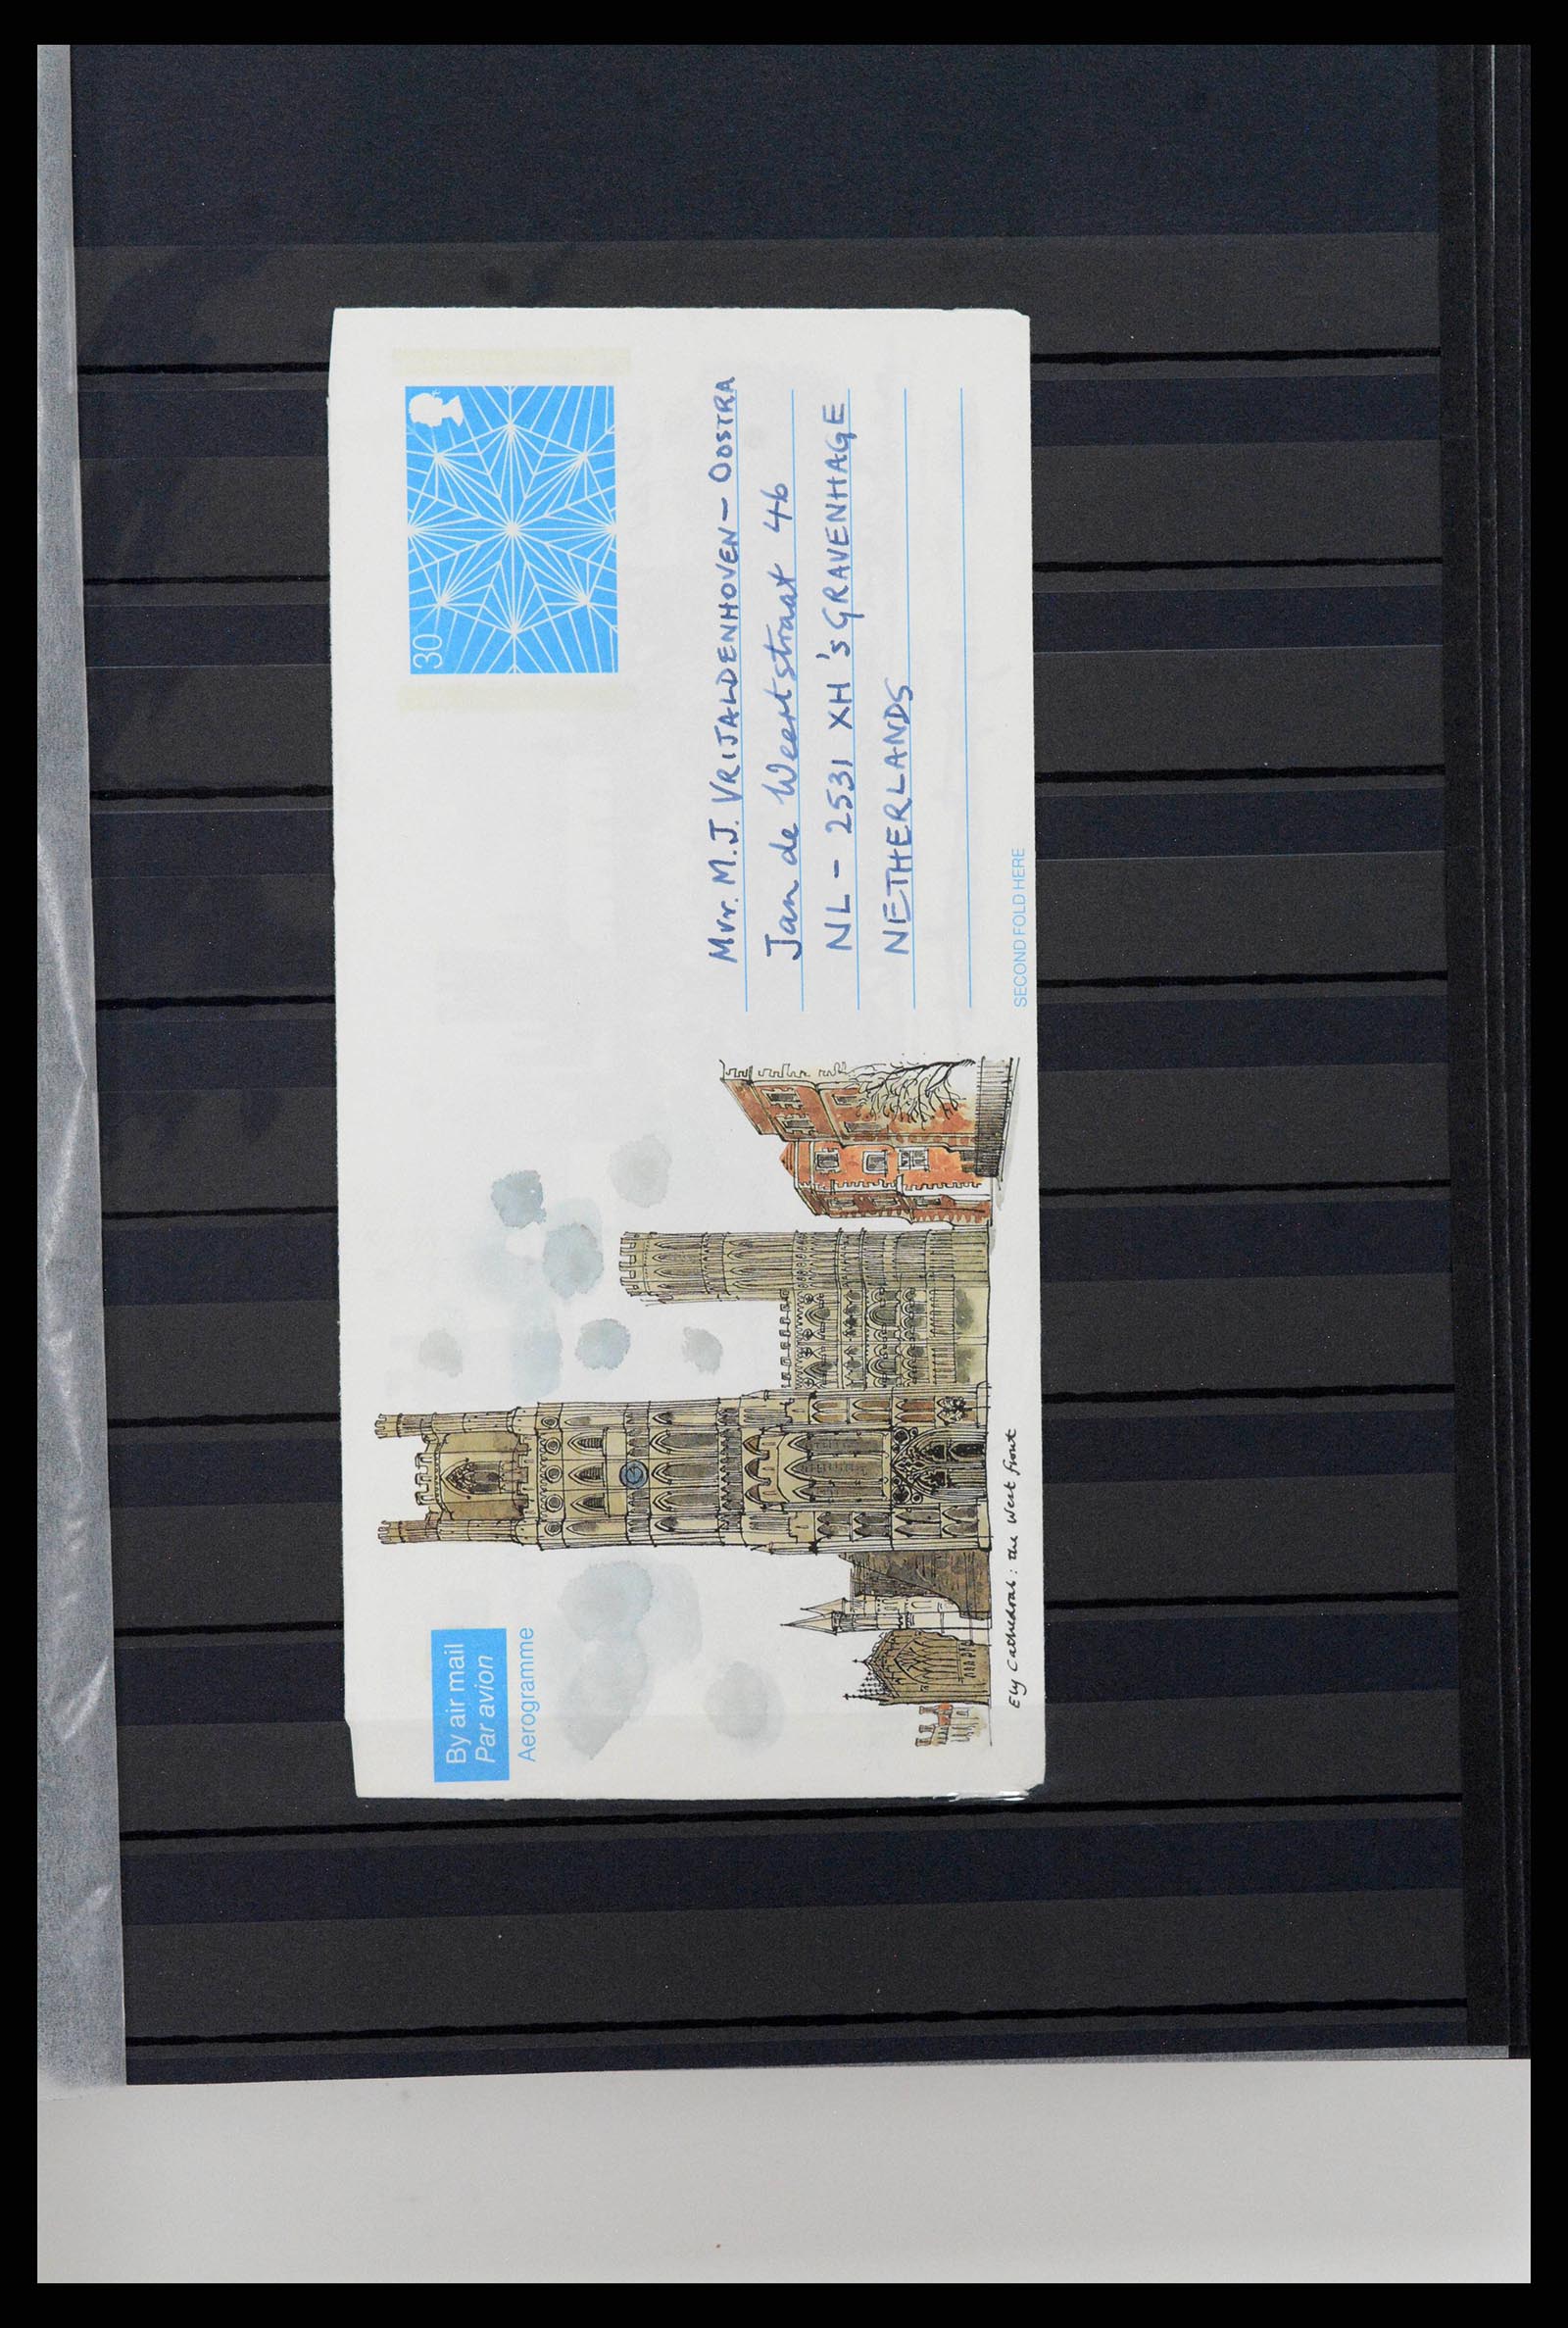 By air mail
Par avion
Aerogramme
30
Mvr. M.J. VRIJALDENHOVEN - OOSTRA
Jan de Weertstraat 46
NL - 2531 XH 'sGRAVENHAGE
NETHERLANDS
SECOND FOLD HERE
Ely Cathedral: the West front